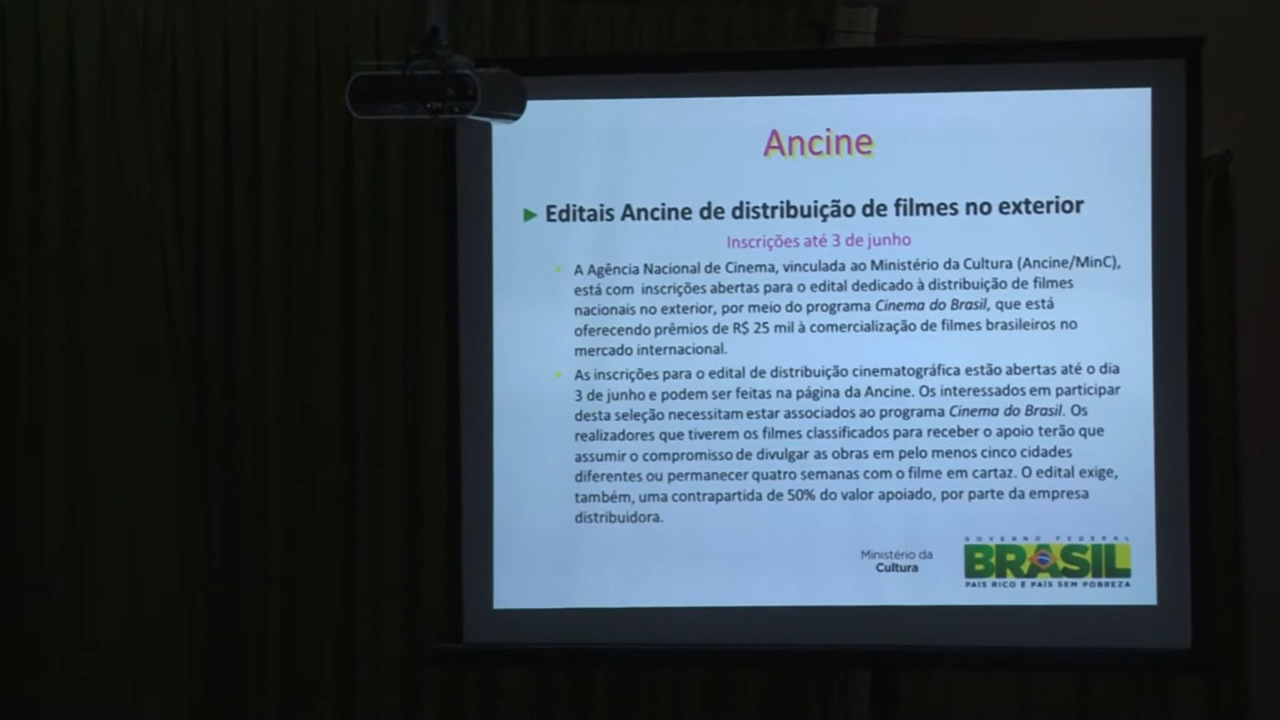 Ancine
► Editais Ancine de distribuição de filmes no exterior
Inscrições até 3 de junho
A Agência Nacional de Cinema, vinculada ao Ministério da Cultura (Ancine/MinC),
está com inscrições abertas para o edital dedicado à distribuição de filmes
nacionais no exterior, por meio do programa Cinema do Brasil, que está
oferecendo prêmios de R$ 25 mil à comercialização de filmes brasileiros no
mercado internacional.
As inscrições para o edital de distribuição cinematográfica estão abertas até o dia
3 de junho e podem ser feitas na página da Ancine. Os interessados em participar
desta seleção necessitam estar associados ao programa Cinema do Brasil. Os
realizadores que tiverem os filmes classificados para receber o apoio terão que
assumir o compromisso de divulgar as obras em pelo menos cinco cidades
diferentes ou permanecer quatro semanas com o filme em cartaz. O edital exige,
também, uma contrapartida de 50% do valor apoiado, por parte da empresa
distribuidora.
Ministério da
Cultura
GOVERNO FEDERAL
BRASIL
PAÍS RICO É PAÍS SEM POBREZA